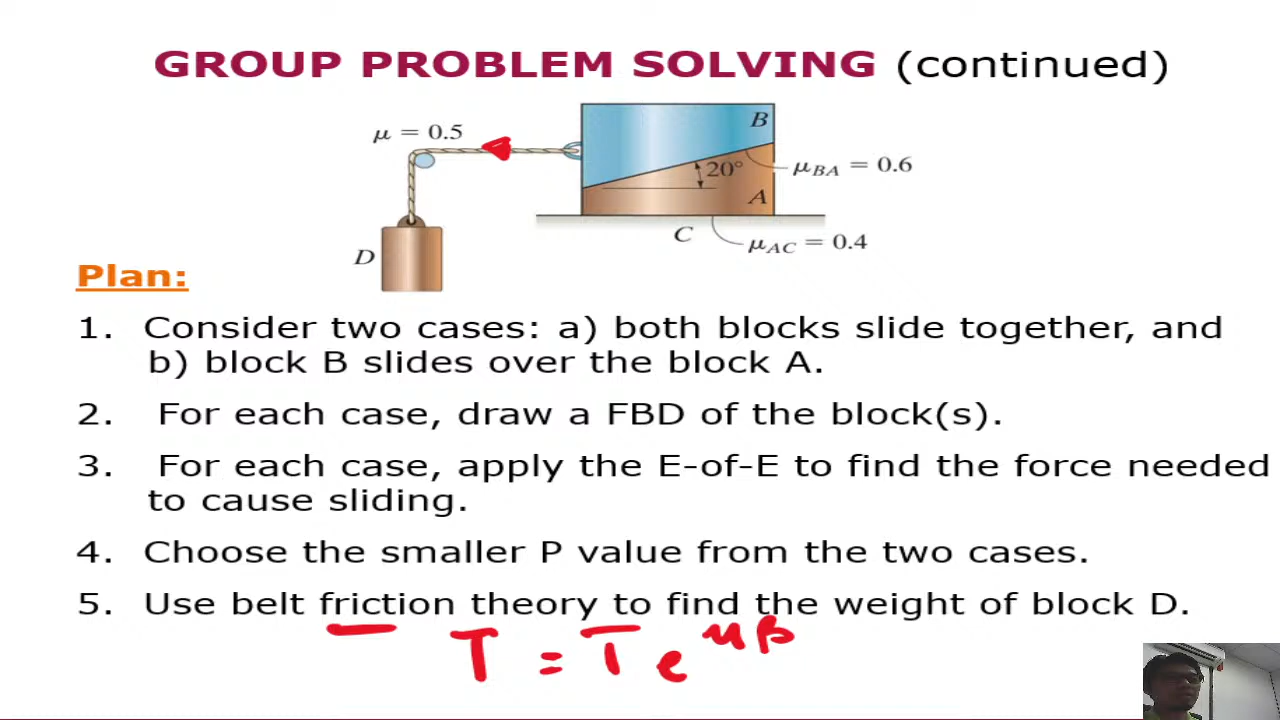 GROUP PROBLEM SOLVING (continued)
μ = 0.5
B
20°
μBA = 0.6
A
C
μAC = 0.4
D
Plan:
1. Consider two cases: a) both blocks slide together, and
b) block B slides over the block A.
2. For each case, draw a FBD of the block(s).
3. For each case, apply the E-of-E to find the force needed
to cause sliding.
4. Choose the smaller P value from the two cases.
5. Use belt friction theory to find the weight of block D.
T = T e^μβ